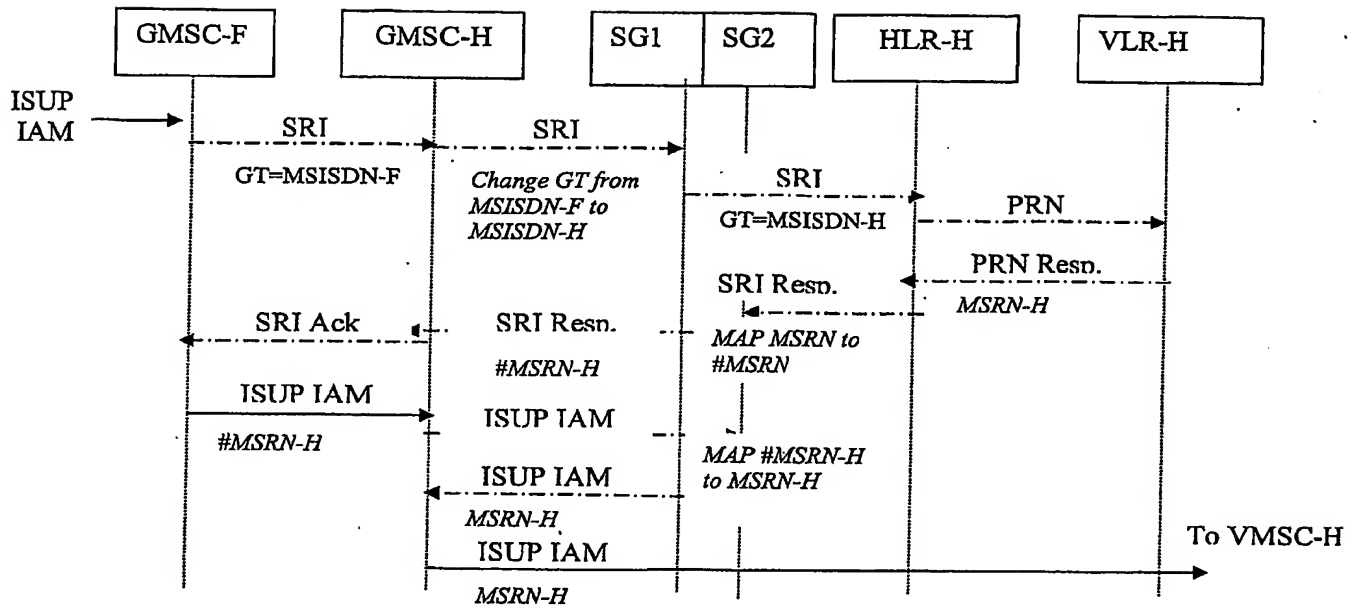 GMSC-F
GMSC-H
SG1
SG2
HLR-H
VLR-H
ISUP
IAM
SRI
SRI
GT=MSISDN-F
Change GT from
MSISDN-F to
MSISDN-H
SRI
GT=MSISDN-H
PRN
PRN Resp.
MSRN-H
SRI Resp.
SRI Ack
SRI Resp.
MAP MSRN to
#MSRN
#MSRN-H
ISUP IAM
#MSRN-H
ISUP IAM
MAP #MSRN-H
to MSRN-H
ISUP IAM
MSRN-H
To VMSC-H
ISUP IAM
MSRN-H